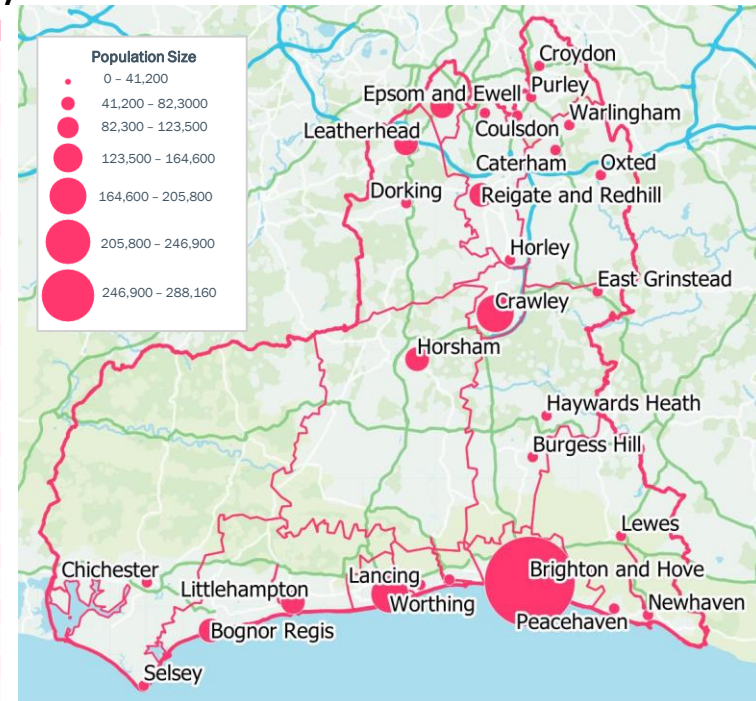 Population Size
0 – 41,200
41,200 – 82,3000
82,300 – 123,500
123,500 – 164,600
164,600 – 205,800
205,800 – 246,900
246,900 – 288,160
Croydon
Purley
Epsom and Ewell
Warlingham
Coulsdon
Leatherhead
Caterham
Oxted
Dorking
Reigate and Redhill
Horley
East Grinstead
Crawley
Horsham
Haywards Heath
Burgess Hill
Lewes
Chichester
Brighton and Hove
Lancing
Littlehampton
Worthing
Newhaven
Peacehaven
Bognor Regis
Selsey